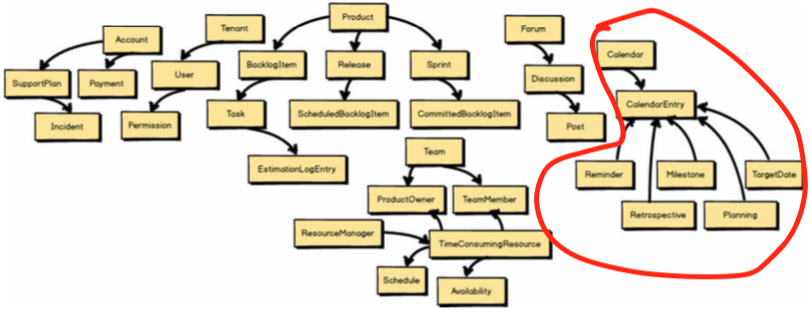 Account
SupportPlan
Payment
Incident
Tenant
User
Permission
Product
BacklogItem
Release
Sprint
Task
ScheduledBacklogItem
CommittedBacklogItem
EstimationLogEntry
Forum
Discussion
Post
Calendar
CalendarEntry
Reminder
Milestone
TargetDate
Retrospective
Planning
Team
ProductOwner
TeamMember
ResourceManager
TimeConsumingResource
Schedule
Availability